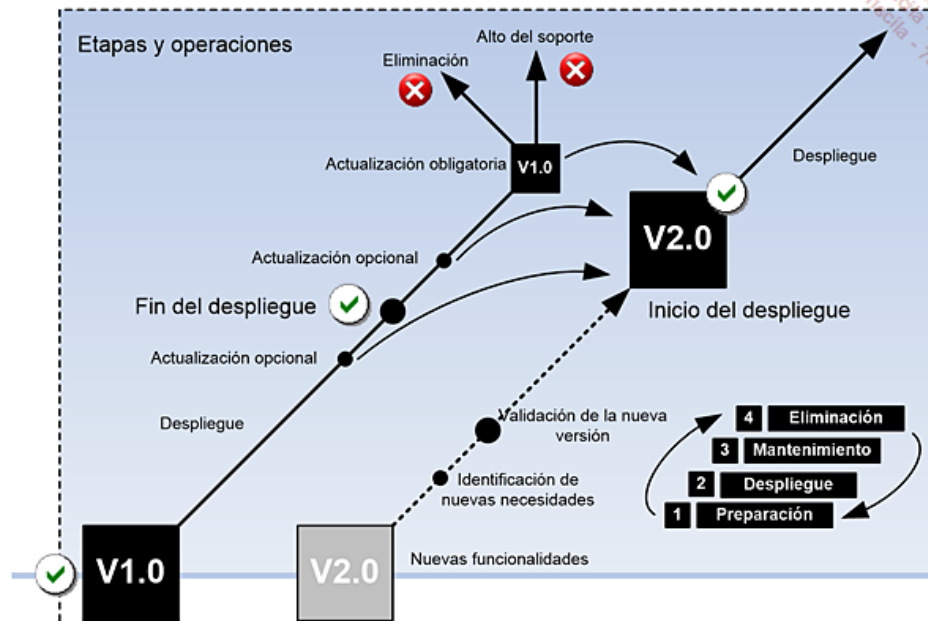 Etapas y operaciones
Alto del soporte
Eliminación
Actualización obligatoria
V1.0
Despliegue
V2.0
Actualización opcional
Fin del despliegue
Inicio del despliegue
Actualización opcional
Despliegue
Validación de la nueva
versión
4 Eliminación
3 Mantenimiento
2 Despliegue
1 Preparación
Identificación de
nuevas necesidades
Nuevas funcionalidades
V1.0
V2.0